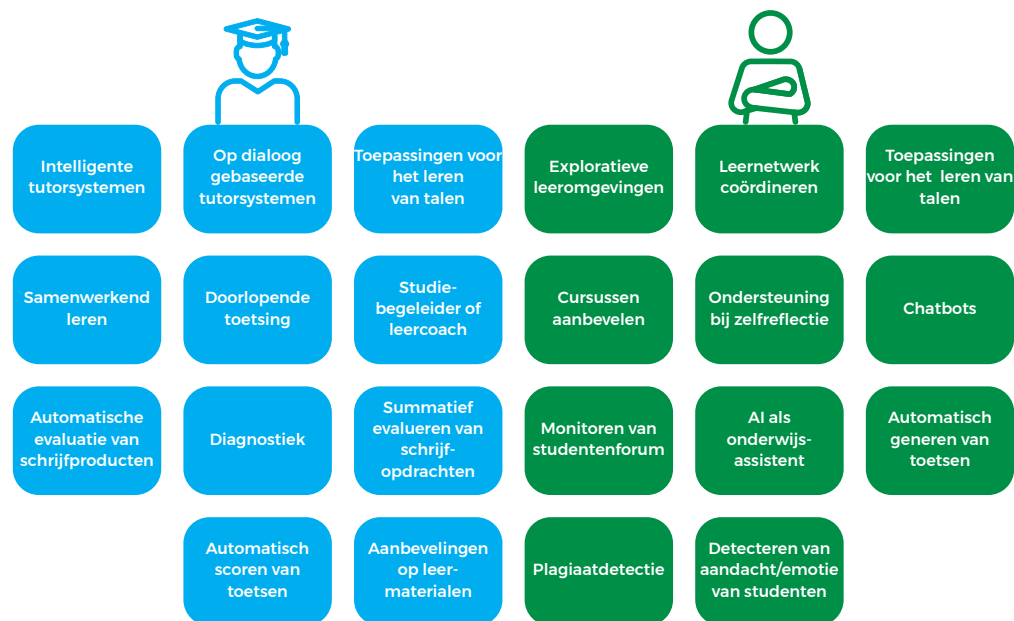 Intelligente
tutorsystemen
Op dialoog
gebaseerde
tutorsystemen
Toepassingen voor
het leren
van talen
Exploratieve
leeromgevingen
Leernetwerk
coördineren
Toepassingen
voor het leren van
talen
Samenwerkend
leren
Doorlopende
toetsing
Studie-
begeleider of
leercoach
Cursussen
aanbevelen
Ondersteuning
bij zelfreflectie
Chatbots
Automatische
evaluatie van
schrijfproducten
Diagnostiek
Summatief
evalueren van
schrijf-
opdrachten
Monitoren van
studentenforum
AI als
onderwijs-
assistent
Automatisch
generen van
toetsen
Automatisch
scoren van
toetsen
Aanbevelingen
op leer-
materialen
Plagiaatdetectie
Detecteren van
aandacht/emotie
van studenten